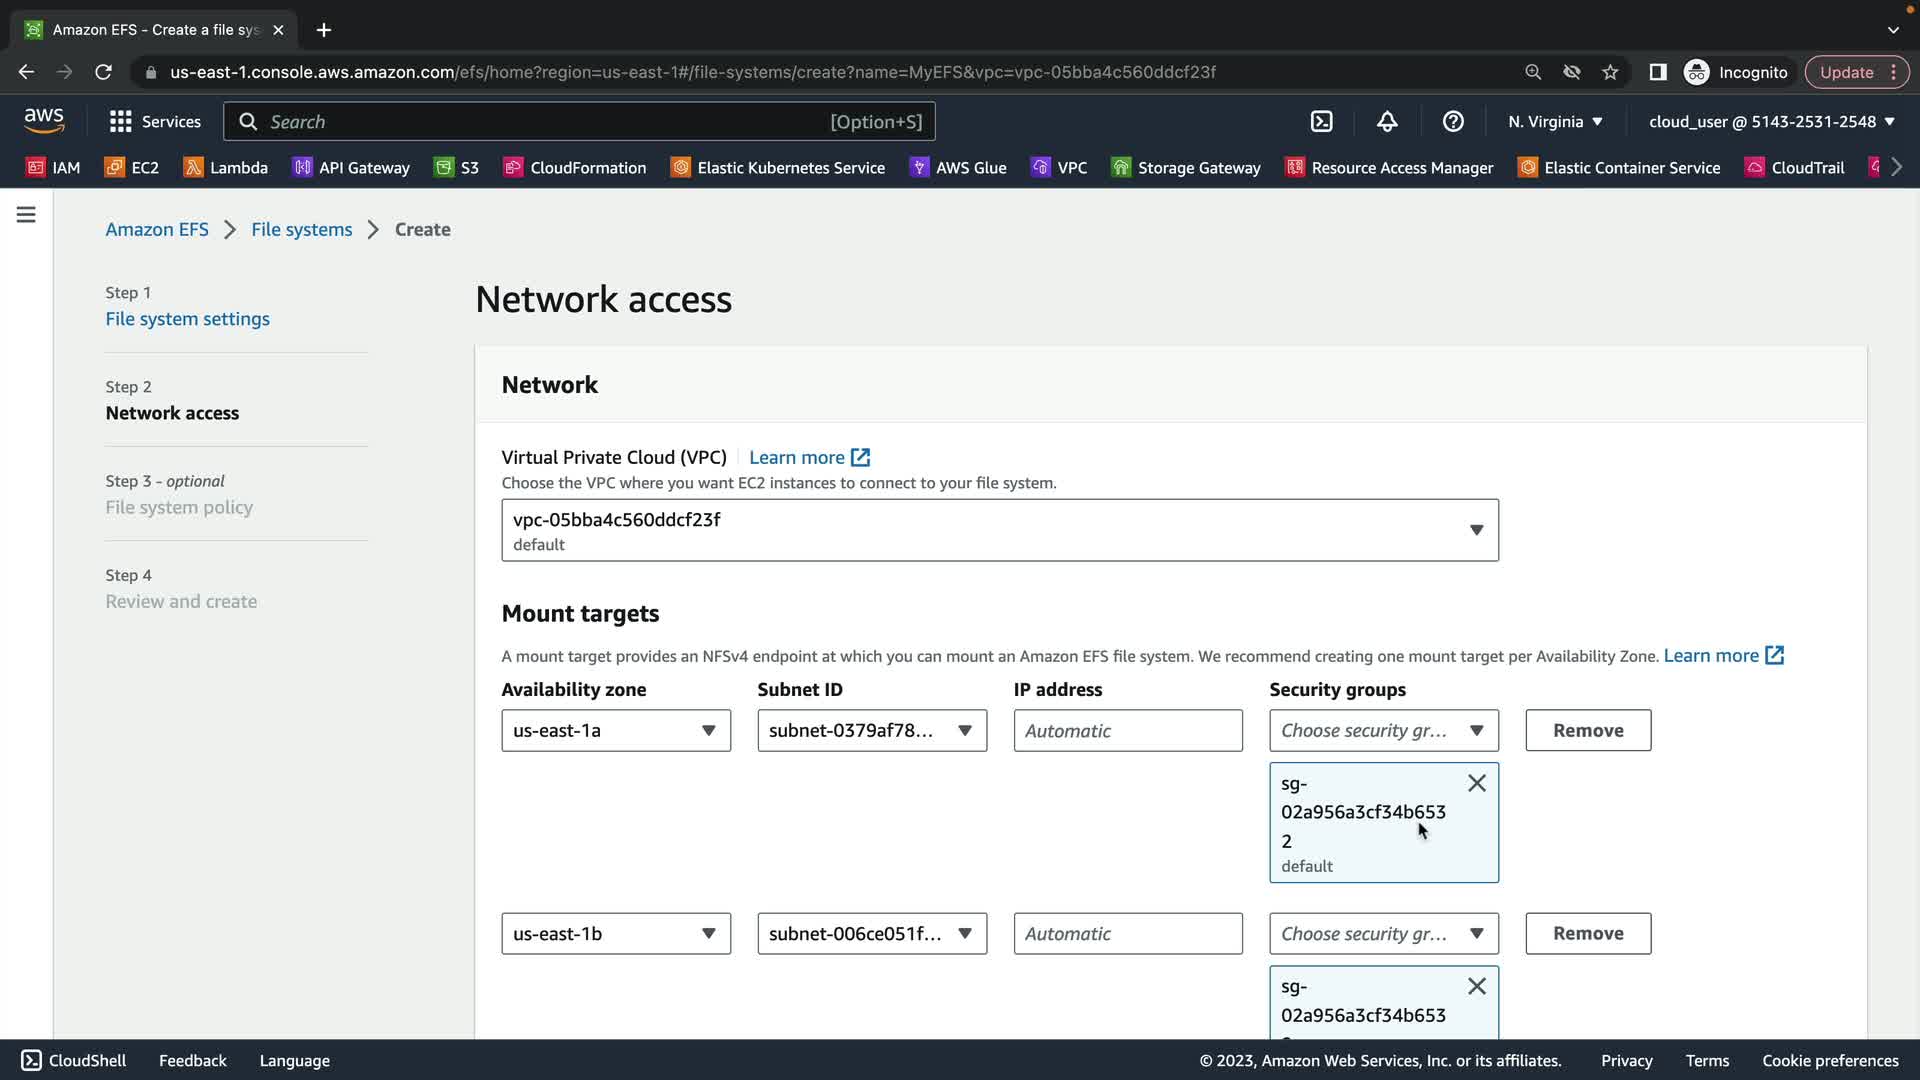 Amazon EFS - Create a file sys
us-east-1.console.aws.amazon.com/efs/home?region=us-east-1#/file-systems/create?name=MyEFS&vpc=vpc-05bba4c560ddcf23f
Incognito
Update
aws
Services
Search
[Option+S]
N. Virginia
cloud_user @ 5143-2531-2548
IAM
EC2
Lambda
API Gateway
S3
CloudFormation
Elastic Kubernetes Service
AWS Glue
VPC
Storage Gateway
Resource Access Manager
Elastic Container Service
CloudTrail
Amazon EFS
File systems
Create
Step 1
File system settings
Step 2
Network access
Step 3 - optional
File system policy
Step 4
Review and create
Network access
Network
Virtual Private Cloud (VPC)
Learn more
Choose the VPC where you want EC2 instances to connect to your file system.
vpc-05bba4c560ddcf23f
default
Mount targets
A mount target provides an NFSv4 endpoint at which you can mount an Amazon EFS file system. We recommend creating one mount target per Availability Zone. Learn more
Availability zone
Subnet ID
IP address
Security groups
us-east-1a
subnet-0379af78...
Automatic
Choose security gr...
Remove
sg-
02a956a3cf34b653
2
default
us-east-1b
subnet-006ce051f...
Automatic
Choose security gr...
Remove
sg-
02a956a3cf34b653
CloudShell
Feedback
Language
© 2023, Amazon Web Services, Inc. or its affiliates.
Privacy
Terms
Cookie preferences